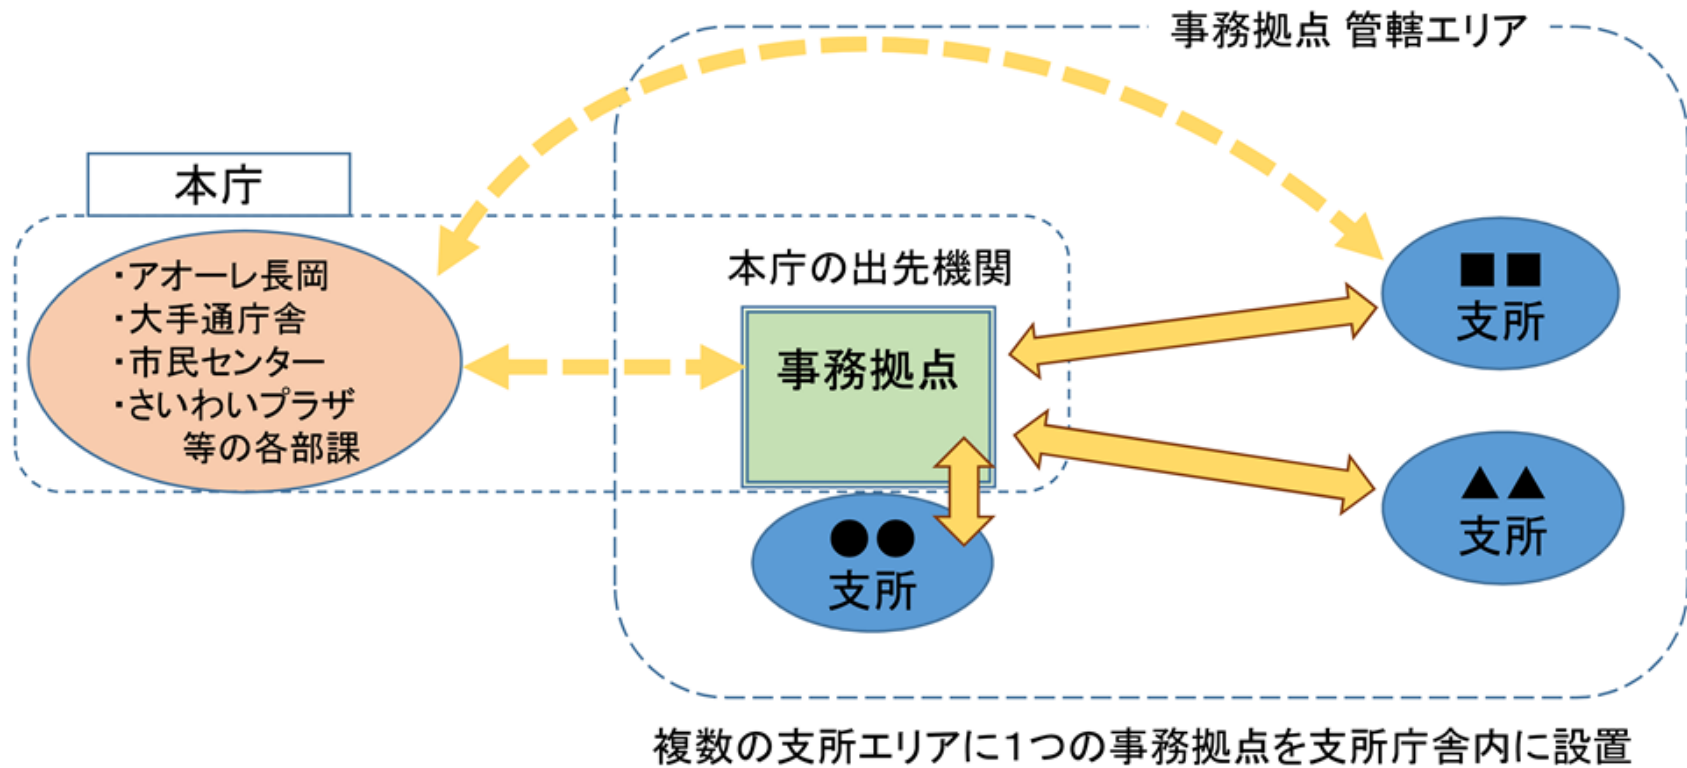 事務拠点 管轄エリア
本庁
・アオーレ長岡
・大手通庁舎
・市民センター
・さいわいプラザ
等の各部課
本庁の出先機関
事務拠点
■■
支所
▲▲
支所
●●
支所
複数の支所エリアに1つの事務拠点を支所庁舎内に設置